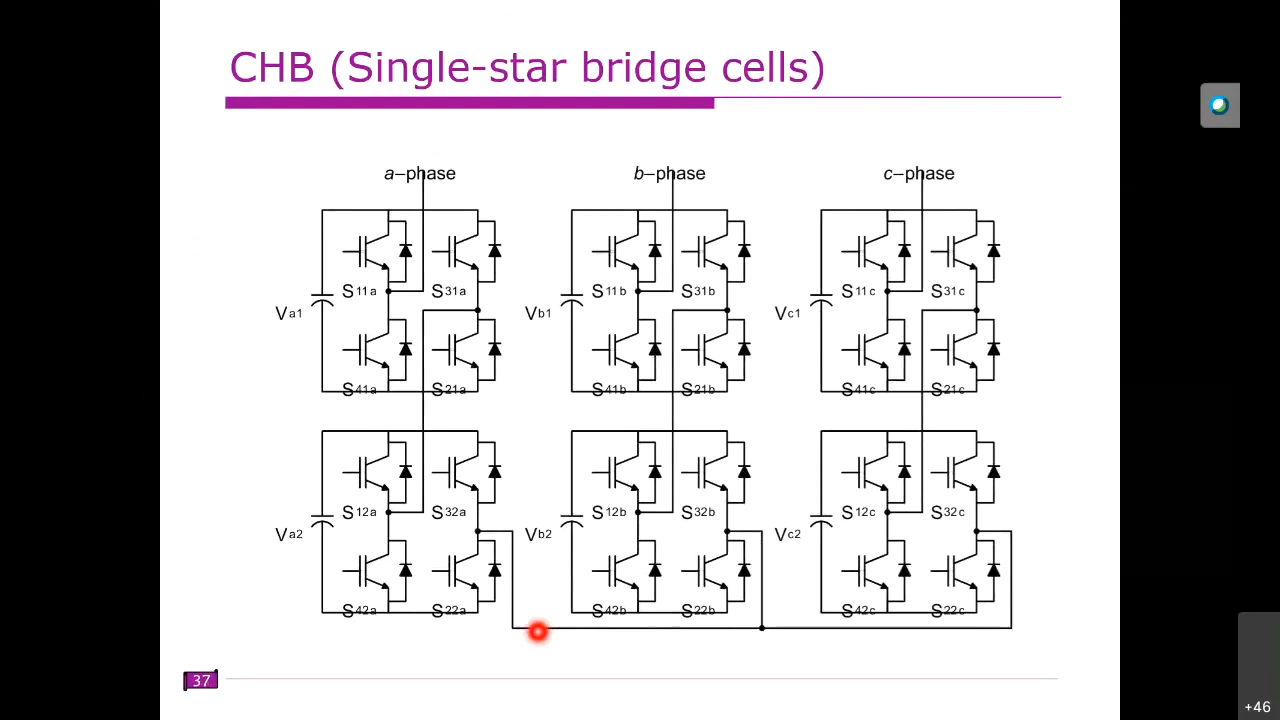 CHB (Single-star bridge cells)
a–phase b–phase c–phase
S11a S31a S11b S31b S11c S31c
Va1 Vb1 Vc1
S41a S21a S41b S21b S41c S21c
S12a S32a S12b S32b S12c S32c
Va2 Vb2 Vc2
S42a S22a S42b S22b S42c S22c
37
+46